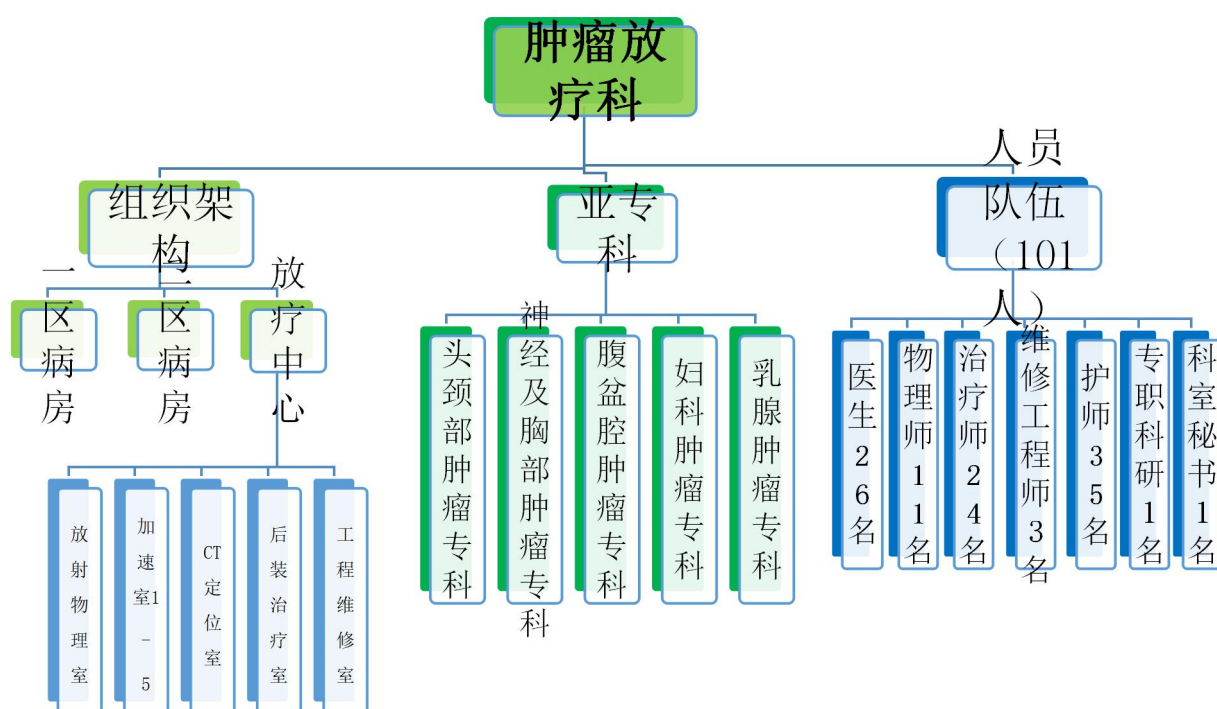 肿瘤放
疗科
组织架
构
亚专
科
人员
队伍
（101
人）
一区病房
二区病房
放疗中心
头颈部肿瘤专科
神经及胸部肿瘤专科
腹盆腔肿瘤专科
妇科肿瘤专科
乳腺肿瘤专科
医生26名
物理师11名
治疗师24名
维修工程师3名
护师35名
专职科研1名
科室秘书1名
放射物理室
加速室1-5
CT定位室
后装治疗室
工程维修室